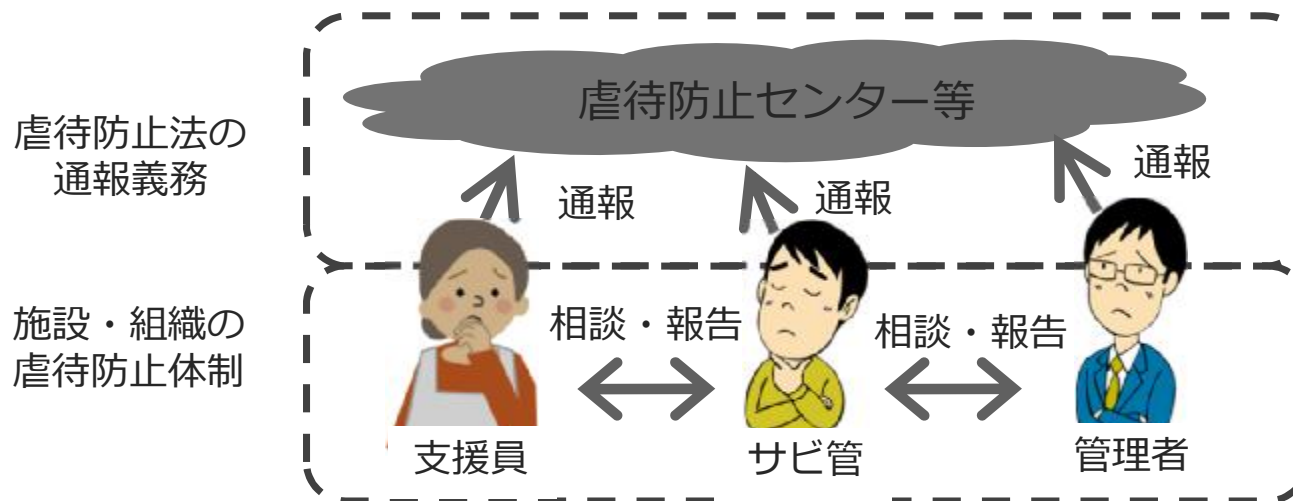 虐待防止センター等
虐待防止法の
通報義務
通報
通報
通報
施設・組織の
虐待防止体制
相談・報告
相談・報告
支援員
サビ管
管理者